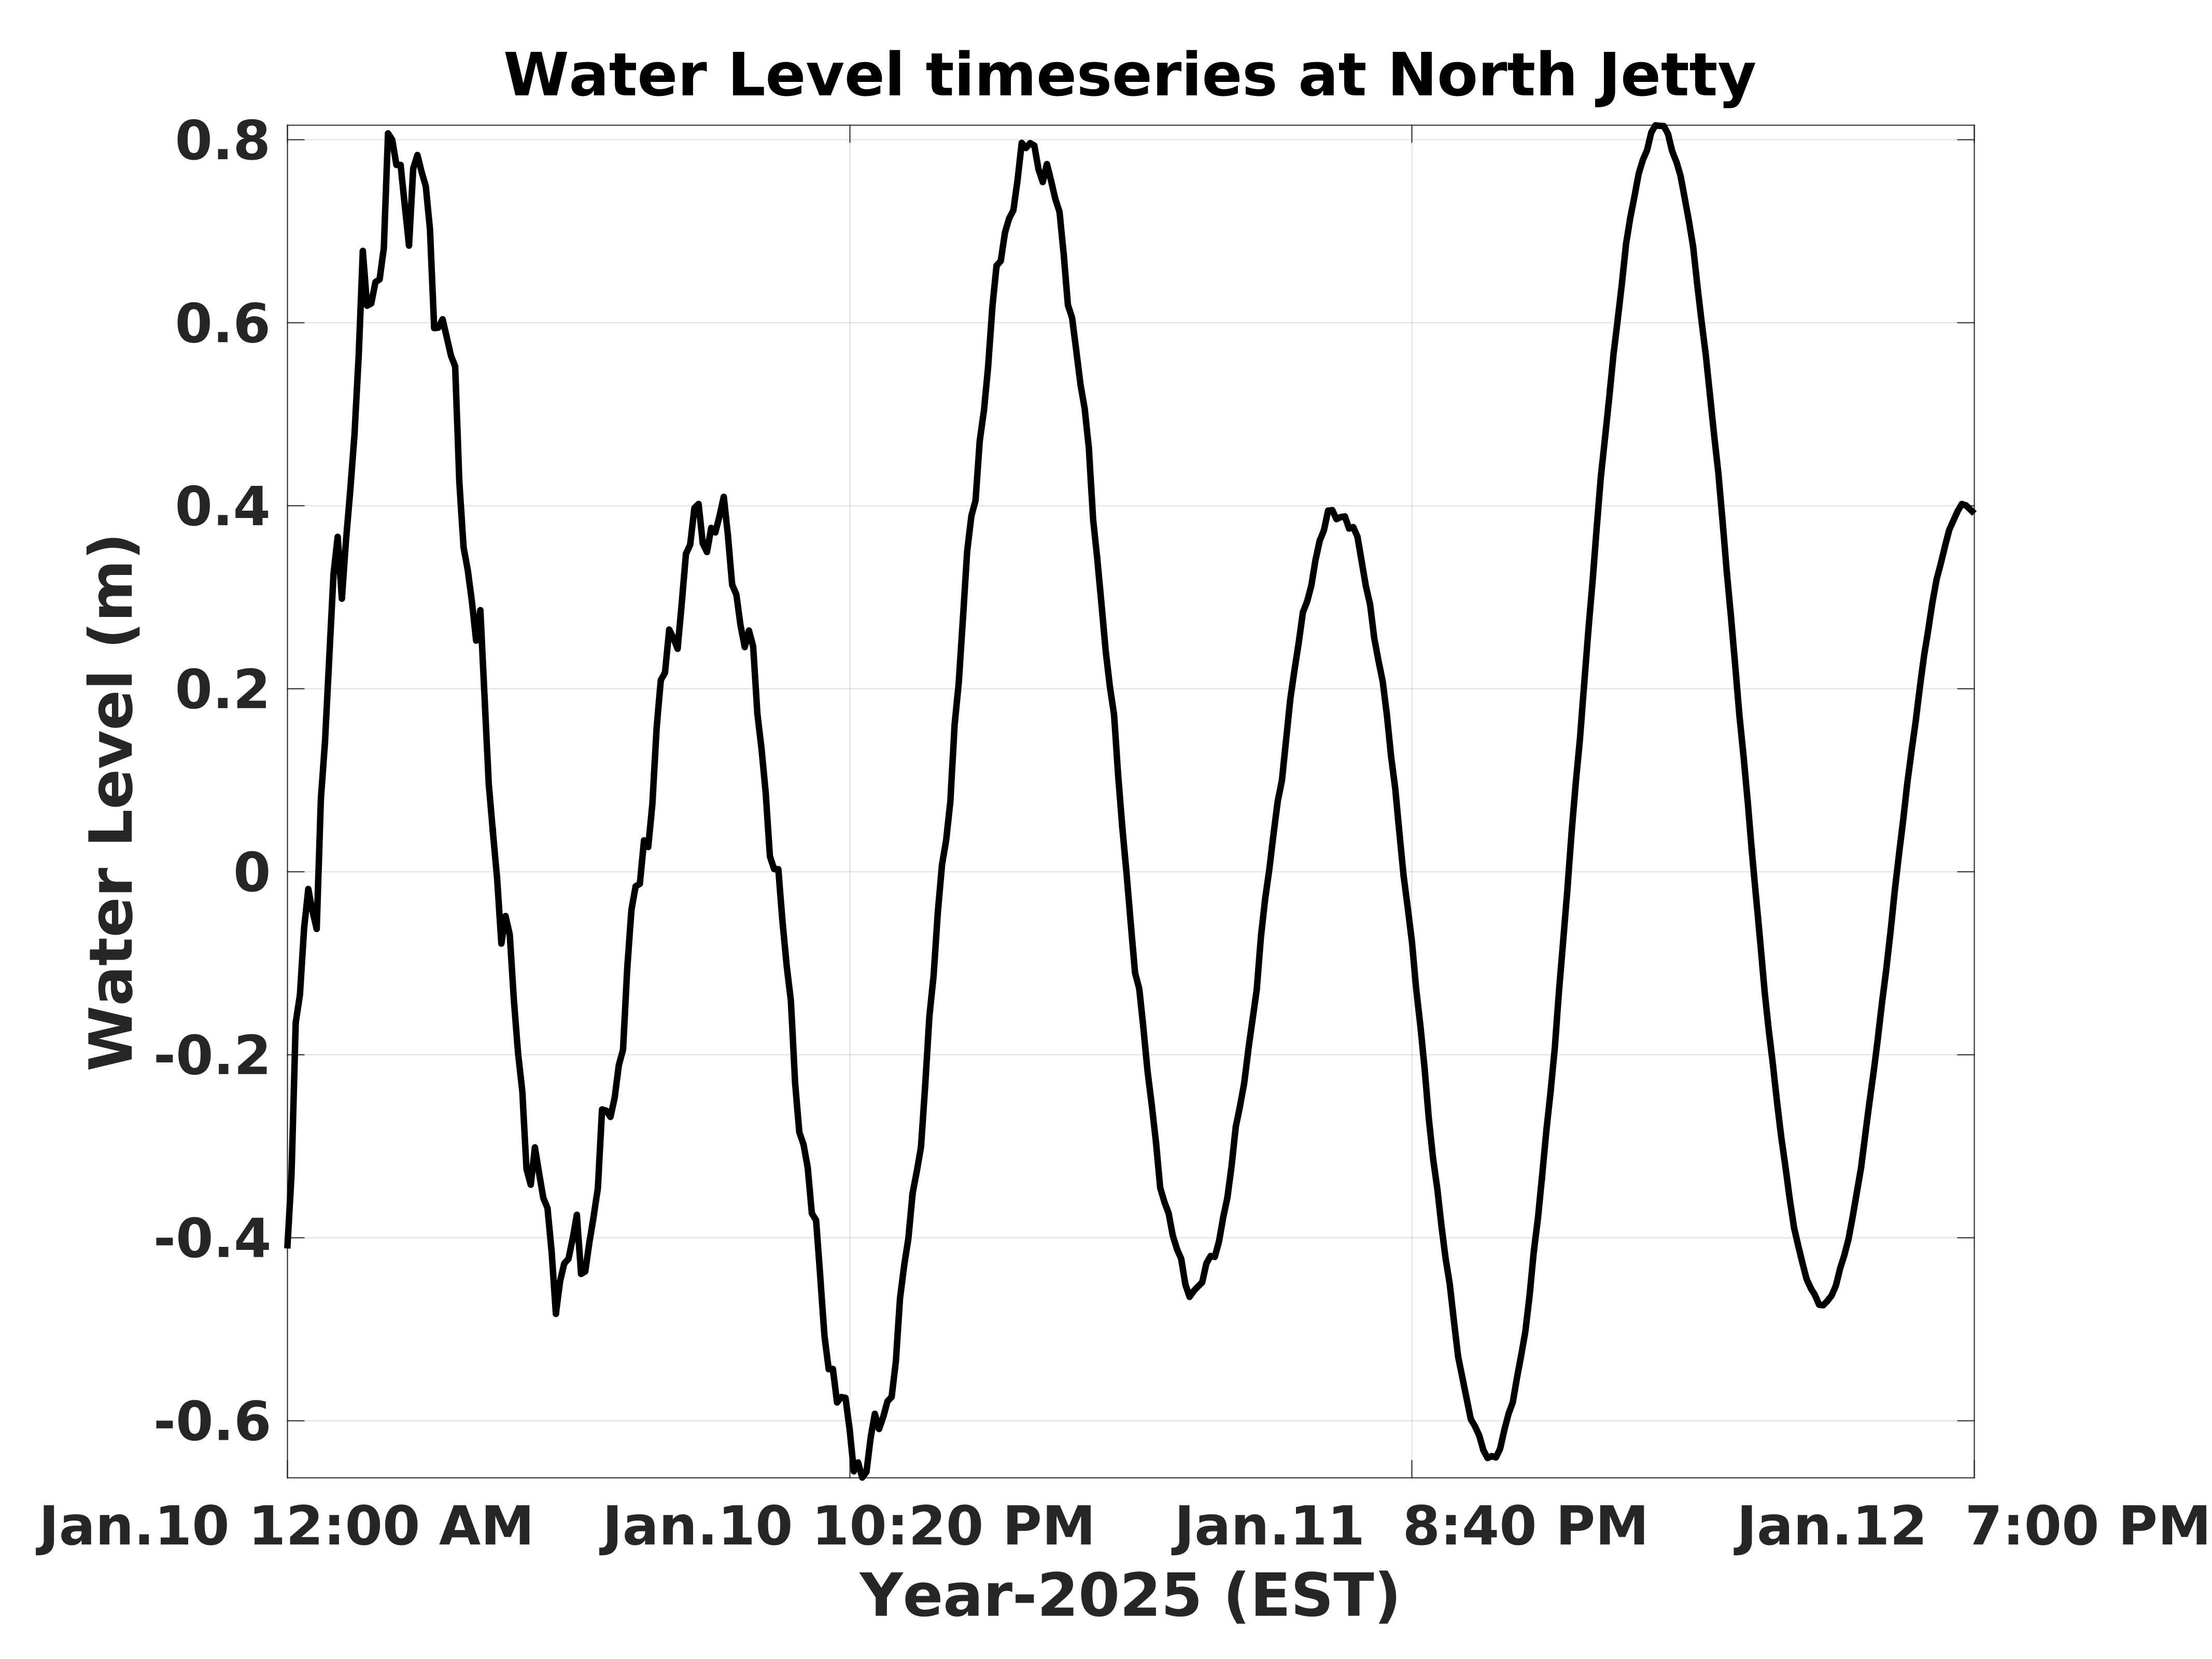 Water Level timeseries at North Jetty
Water Level (m)
0.8
0.6
0.4
0.2
0
-0.2
-0.4
-0.6
Jan.10 12:00 AM Jan.10 10:20 PM Jan.11 8:40 PM Jan.12 7:00 PM
Year-2025 (EST)